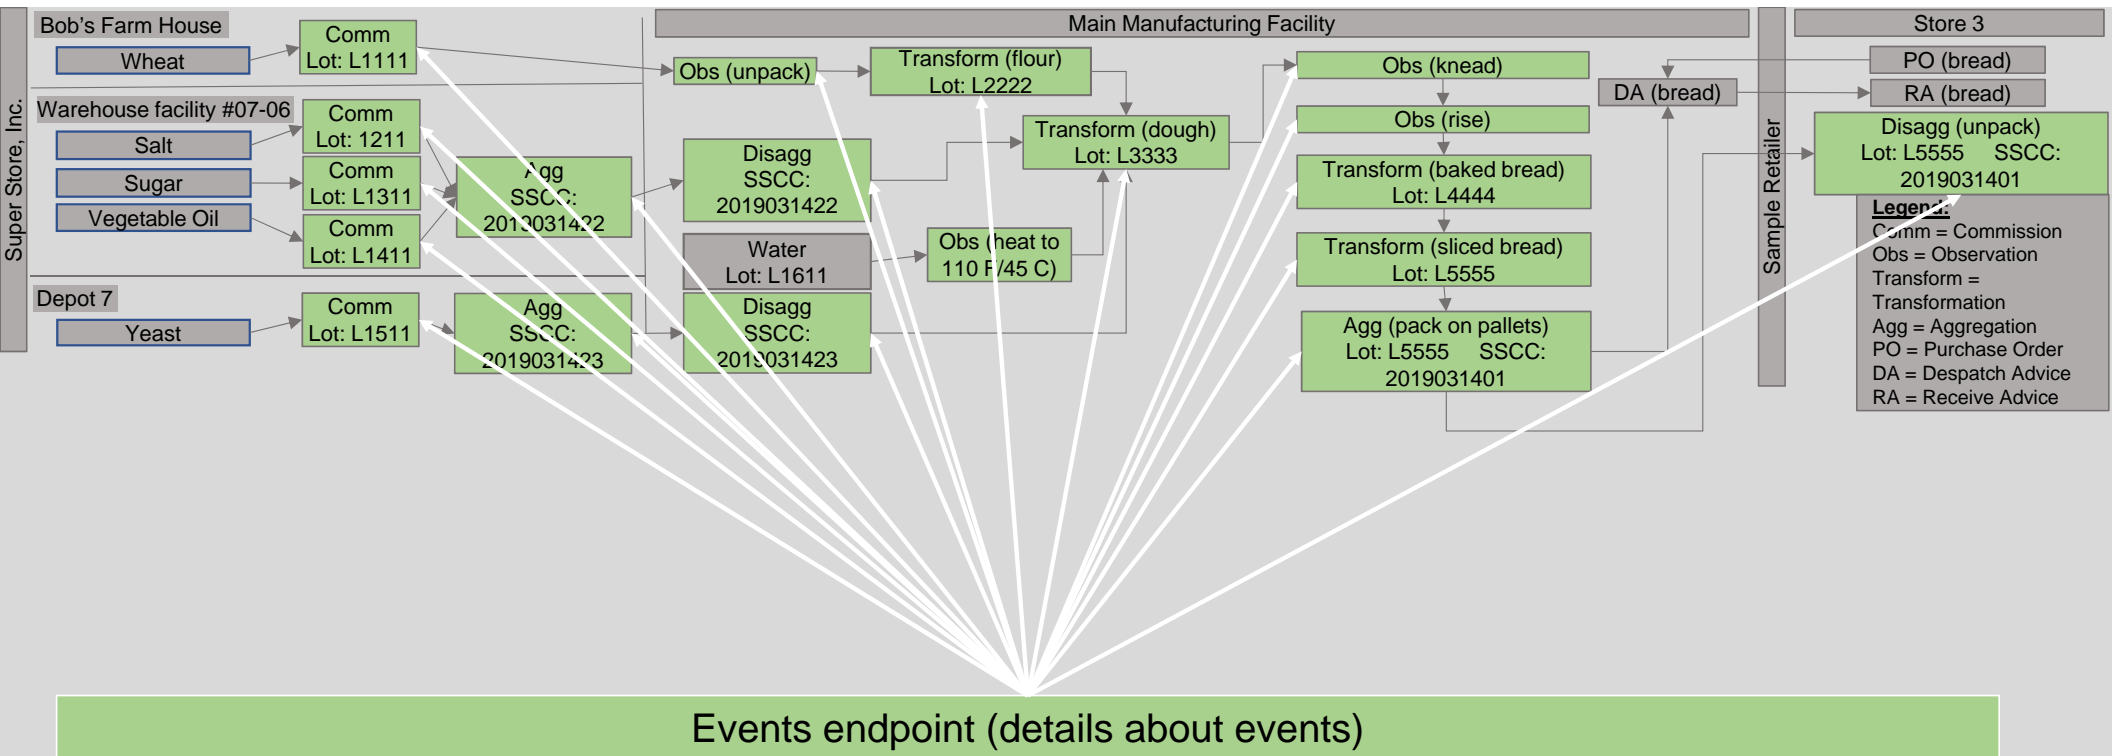 Super Store, Inc.
Bob's Farm House
Wheat
Comm
Lot: L1111
Warehouse facility #07-06
Salt
Sugar
Vegetable Oil
Comm
Lot: 1211
Comm
Lot: L1311
Comm
Lot: L1411
Agg
SSCC:
2019031422
Depot 7
Yeast
Comm
Lot: L1511
Agg
SSCC:
2019031423
Main Manufacturing Facility
Obs (unpack)
Transform (flour)
Lot: L2222
Disagg
SSCC:
2019031422
Water
Lot: L1611
Obs (heat to
110 F/45 C)
Disagg
SSCC:
2019031423
Transform (dough)
Lot: L3333
Obs (knead)
Obs (rise)
Transform (baked bread)
Lot: L4444
Transform (sliced bread)
Lot: L5555
Agg (pack on pallets)
Lot: L5555 SSCC:
2019031401
DA (bread)
Sample Retailer
Store 3
PO (bread)
RA (bread)
Disagg (unpack)
Lot: L5555 SSCC:
2019031401
Legend:
Comm = Commission
Obs = Observation
Transform =
Transformation
Agg = Aggregation
PO = Purchase Order
DA = Despatch Advice
RA = Receive Advice
Events endpoint (details about events)